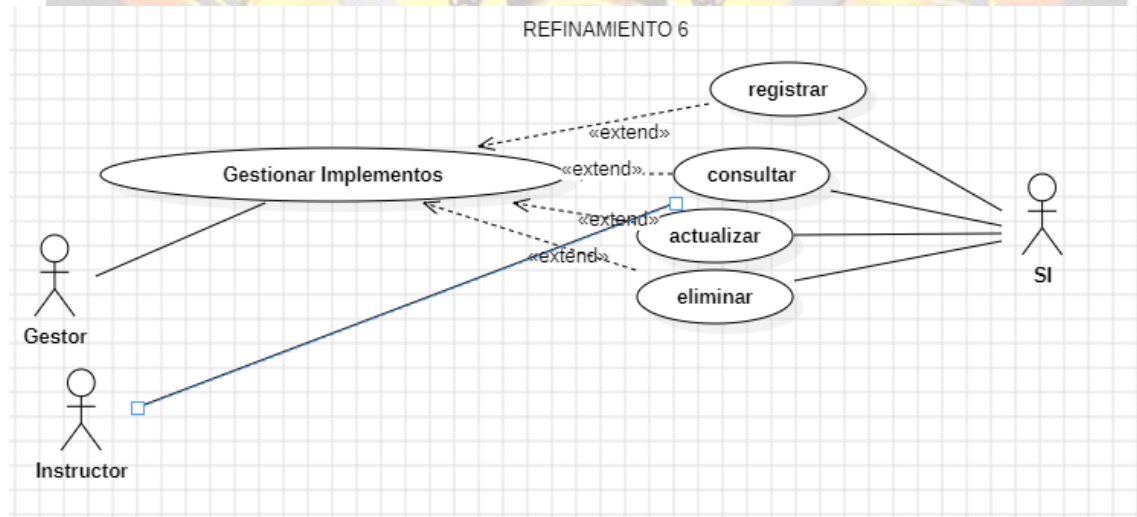 REFINAMIENTO 6
registrar
«extend»
Gestionar Implementos
«extend»
consultar
«extend»
actualizar
«extend»
eliminar
SI
Gestor
Instructor